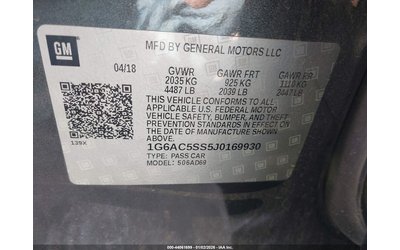 GM
MFD BY GENERAL MOTORS LLC
04/18 GVWR GAWR FRT GAWR RR
2035 KG 925 KG 1110 KG
4487 LB 2039 LB 2447 LB
THIS VEHICLE CONFORMS TO ALL
APPLICABLE U.S. FEDERAL MOTOR
VEHICLE SAFETY, BUMPER, AND THEFT
PREVENTION STANDARDS IN EFFECT ON
THE DATE OF MANUFACTURE SHOWN ABOVE.
139X
1G6AC5SS5J0169930
TYPE: PASS CAR
MODEL: 6AD69